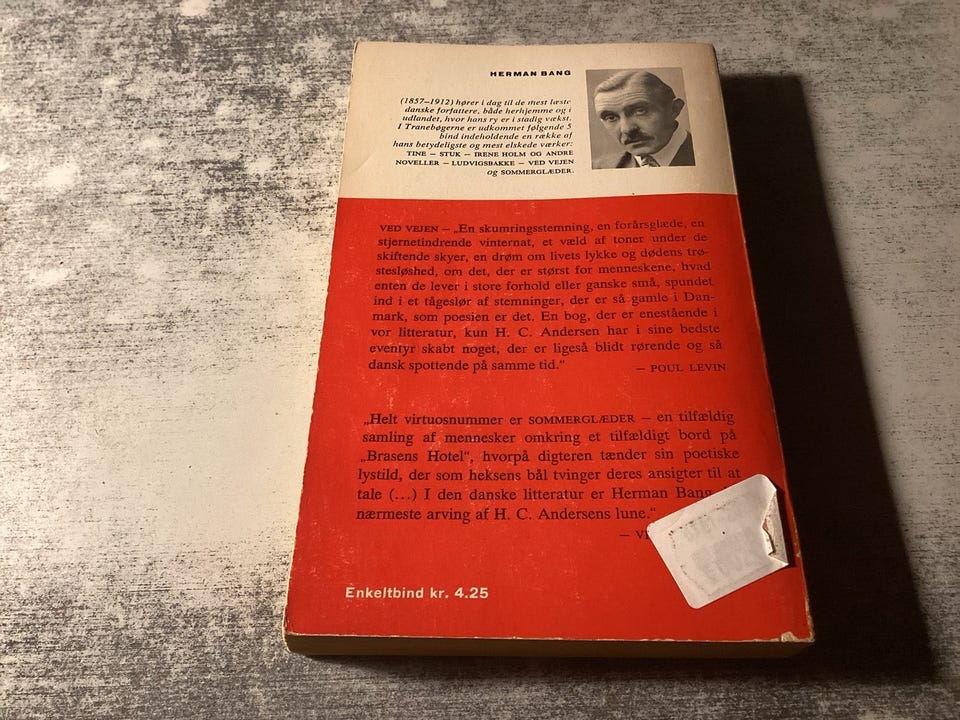 HERMAN BANG
(1857–1912) hører i dag til de mest læste
danske forfattere, både herhjemme og i
udlandet, hvor hans ry er i stadig vækst.
I Tranebøgerne er udkommet følgende 5
bind indeholdende en række af
hans betydeligste og mest elskede værker:
TINE – STUK – IRENE HOLM OG ANDRE
NOVELLER – LUDVIGSBAKKE – VED VEJEN
og SOMMERGLÆDER.
VED VEJEN – „En skumringsstemning, en forårsglæde, en
stjernetindrende vinternat, et væld af toner under de
skiftende skyer, en drøm om livets lykke og dødens trø-
stesløshed, om det, der er størst for menneskene, hvad
enten de lever i store forhold eller ganske små, spundet
ind i et tågeslør af stemninger, der er så gamle i Dan-
mark, som poesien er det. En bog, der er enestående i
vor litteratur, kun H. C. Andersen har i sine bedste
eventyr skabt noget, der er ligeså blidt rørende og så
dansk spottende på samme tid.“
– POUL LEVIN
„Helt virtuosnummer er SOMMERGLÆDER – en tilfældig
samling af mennesker omkring et tilfældigt bord på
„Brasens Hotel“, hvorpå digteren tænder sin poetiske
lystild, der som heksens bål tvinger deres ansigter til at
tale (...) I den danske litteratur er Herman Bang
nærmeste arving af H. C. Andersens lune.“
– V
Enkeltbind kr. 4.25